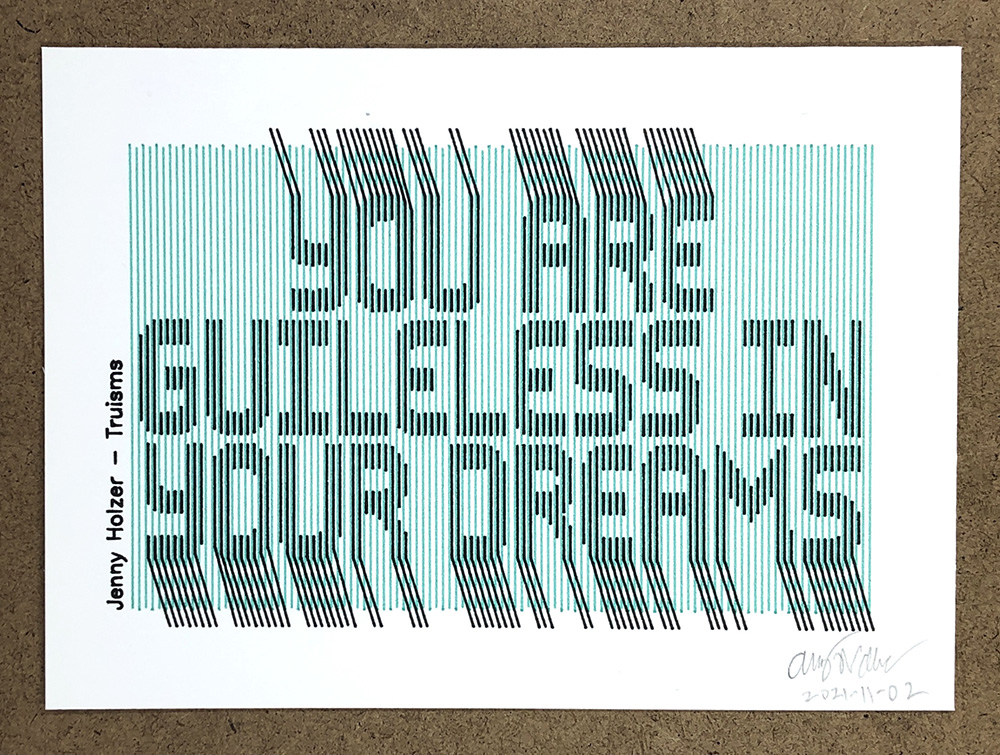 YOU ARE
GUILELESS IN
YOUR DREAMS
Jenny Holzer – Truisms
2021-11-02